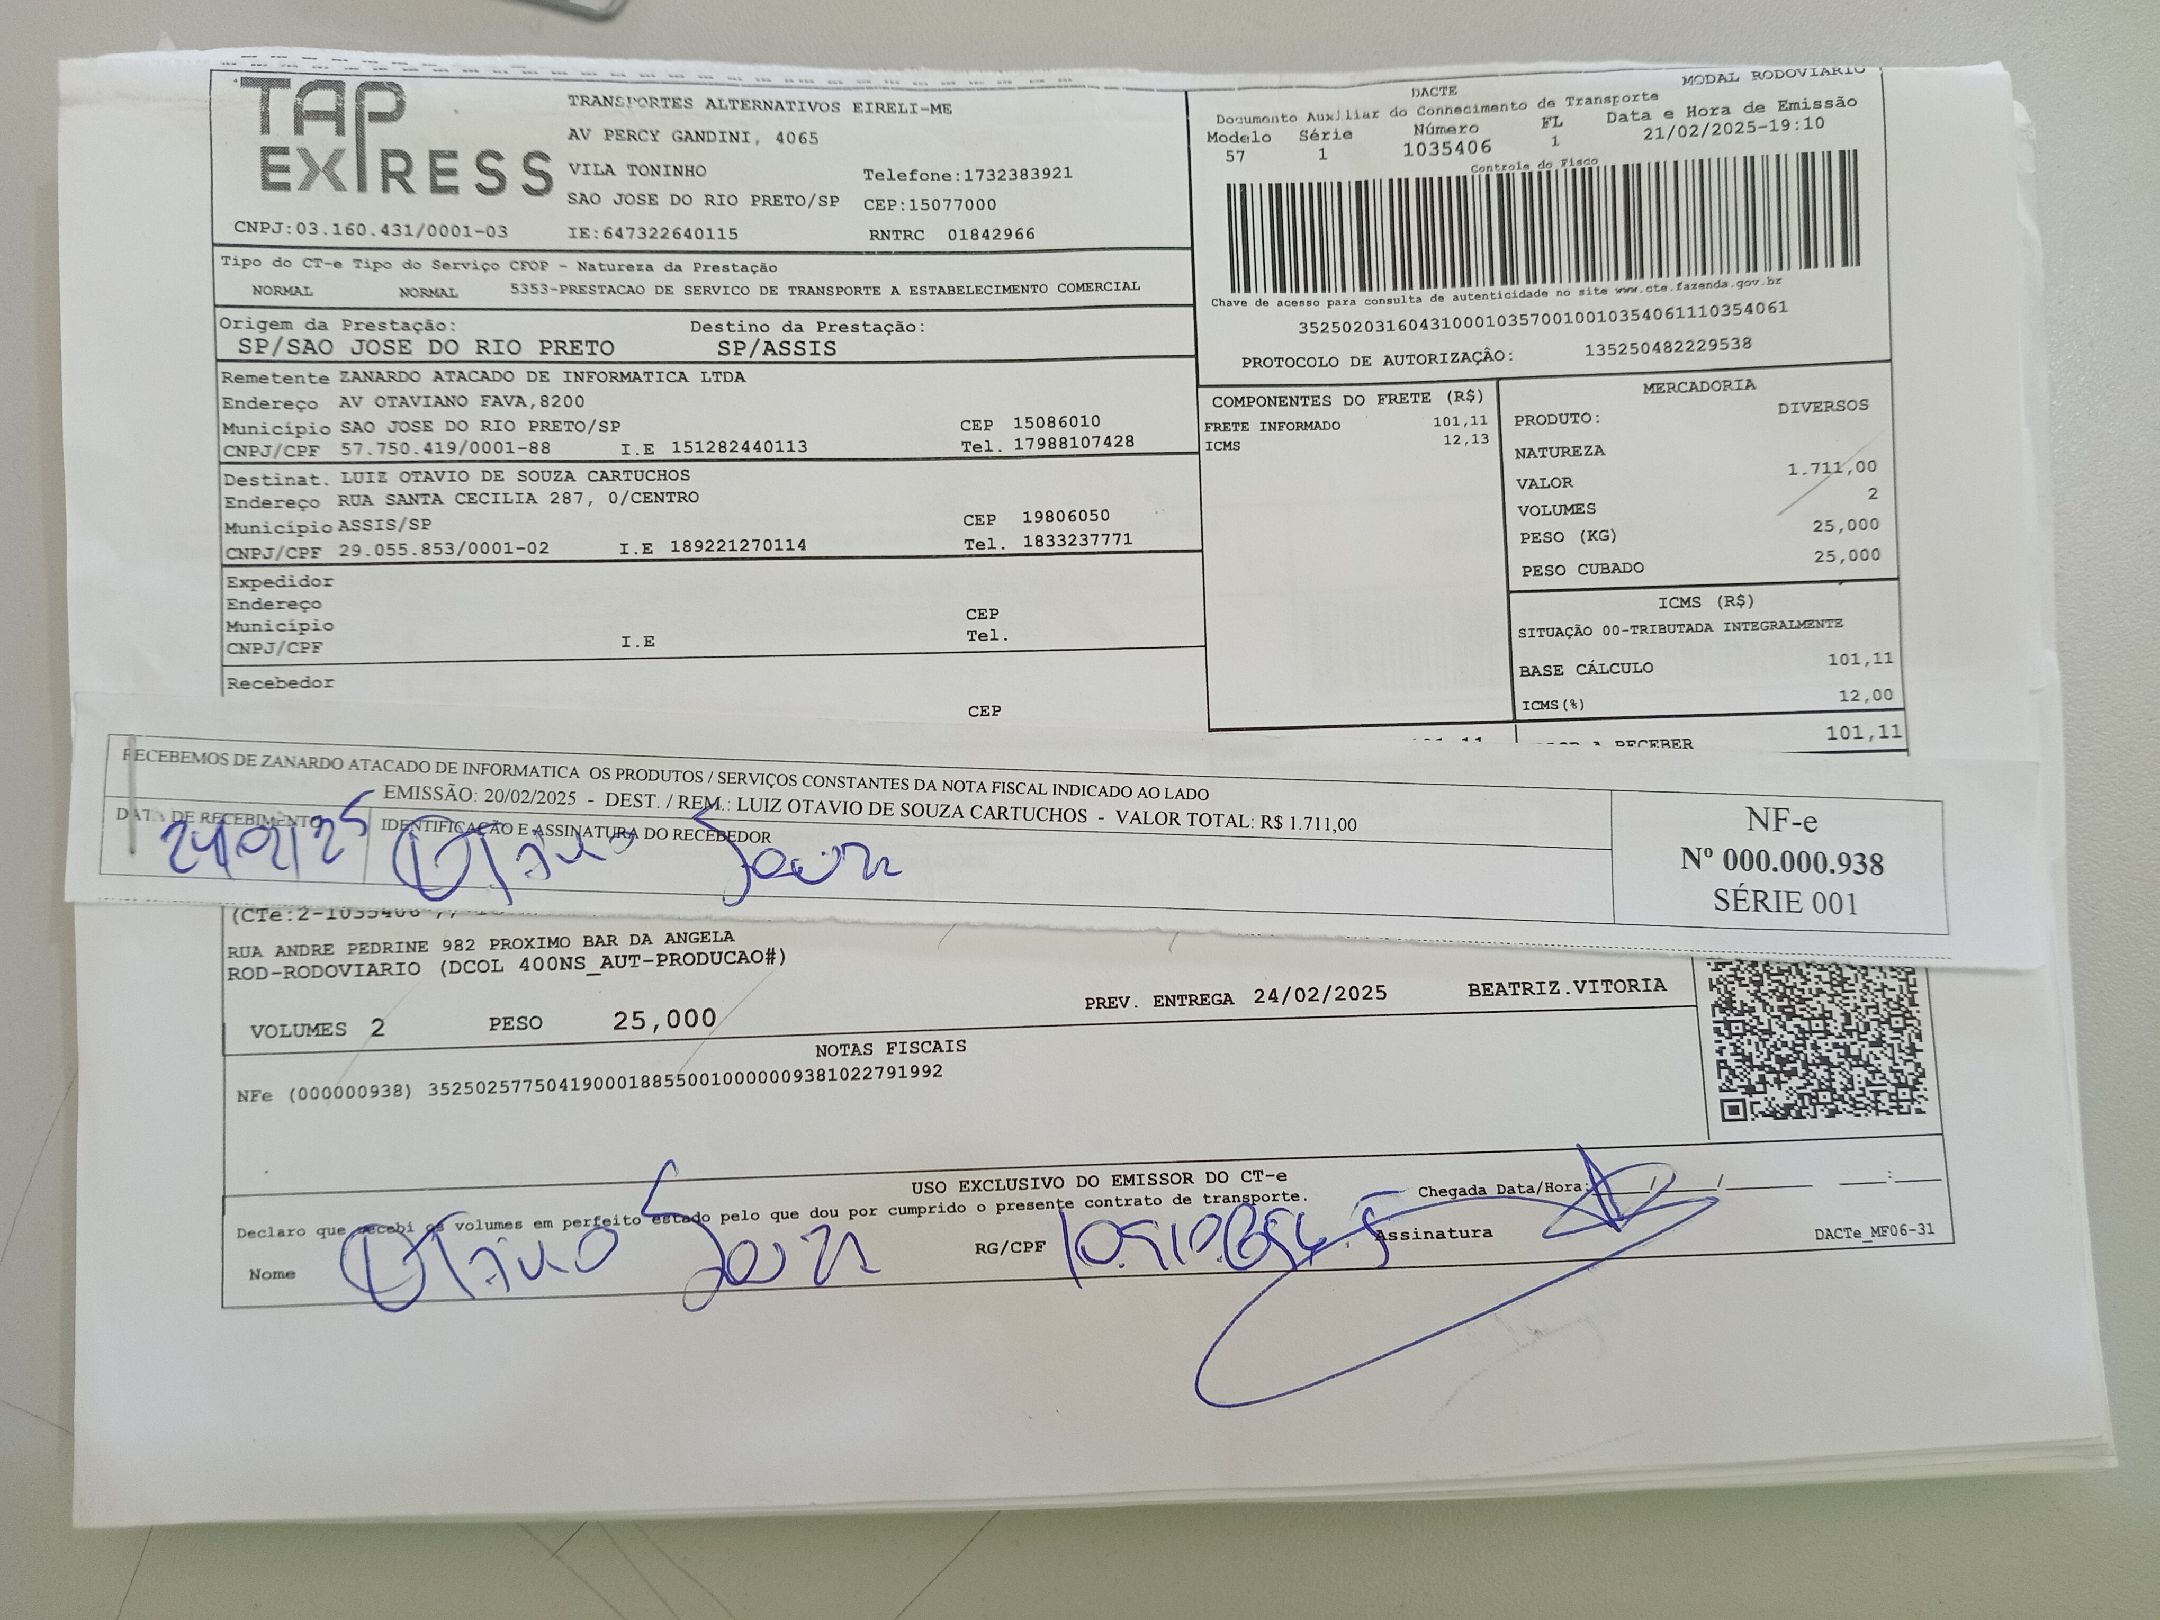 TAP EXPRESS
TRANSPORTES ALTERNATIVOS EIRELI-ME
AV PERCY GANDINI, 4065
VILA TONINHO
Telefone:1732383921
SAO JOSE DO RIO PRETO/SP CEP:15077000
CNPJ:03.160.431/0001-03 IE:647322640115 RNTRC 01842966
DACTE MODAL RODOVIARIO
Documento Auxiliar do Conhecimento de Transporte
Modelo Série Número FL Data e Hora de Emissão
57 1 1035406 1 21/02/2025-19:10
Controle do Fisco
Chave de acesso para consulta de autenticidade no site www.cte.fazenda.gov.br
35250203160431000103570010010354061110354061
PROTOCOLO DE AUTORIZAÇÂO: 135250482229538
Tipo do CT-e Tipo do Serviço CFOP - Natureza da Prestação
NORMAL NORMAL 5353-PRESTACAO DE SERVICO DE TRANSPORTE A ESTABELECIMENTO COMERCIAL
Origem da Prestação: Destino da Prestação:
SP/SAO JOSE DO RIO PRETO SP/ASSIS
Remetente ZANARDO ATACADO DE INFORMATICA LTDA
Endereço AV OTAVIANO FAVA,8200
Município SAO JOSE DO RIO PRETO/SP CEP 15086010
CNPJ/CPF 57.750.419/0001-88 I.E 151282440113 Tel. 17988107428
Destinat. LUIZ OTAVIO DE SOUZA CARTUCHOS
Endereço RUA SANTA CECILIA 287, 0/CENTRO
Município ASSIS/SP CEP 19806050
CNPJ/CPF 29.055.853/0001-02 I.E 189221270114 Tel. 1833237771
Expedidor
Endereço
Município CEP
CNPJ/CPF I.E Tel.
Recebedor
CEP
COMPONENTES DO FRETE (R$)
FRETE INFORMADO 101,11
ICMS 12,13
MERCADORIA
PRODUTO: DIVERSOS
NATUREZA
VALOR 1.711,00
VOLUMES 2
PESO (KG) 25,000
PESO CUBADO 25,000
ICMS (R$)
SITUAÇÃO 00-TRIBUTADA INTEGRALMENTE
BASE CÁLCULO 101,11
ICMS(%) 12,00
A RECEBER 101,11
RECEBEMOS DE ZANARDO ATACADO DE INFORMATICA OS PRODUTOS / SERVIÇOS CONSTANTES DA NOTA FISCAL INDICADO AO LADO
EMISSÃO: 20/02/2025 - DEST. / REM.: LUIZ OTAVIO DE SOUZA CARTUCHOS - VALOR TOTAL: R$ 1.711,00
DATA DE RECEBIMENTO IDENTIFICAÇÃO E ASSINATURA DO RECEBEDOR
24/02/25 Otavio Souza
NF-e
Nº 000.000.938
SÉRIE 001
(CTe:2-1035406
RUA ANDRE PEDRINE 982 PROXIMO BAR DA ANGELA
ROD-RODOVIARIO (DCOL 400NS_AUT-PRODUCAO#)
VOLUMES 2 PESO 25,000 PREV. ENTREGA 24/02/2025 BEATRIZ.VITORIA
NOTAS FISCAIS
NFe (000000938) 35250257750419000188550010000009381022791992
USO EXCLUSIVO DO EMISSOR DO CT-e
Declaro que recebi os volumes em perfeito estado pelo que dou por cumprido o presente contrato de transporte.
Chegada Data/Hora: / / :
Nome Otavio Souza RG/CPF Assinatura
DACTe_MF06-31